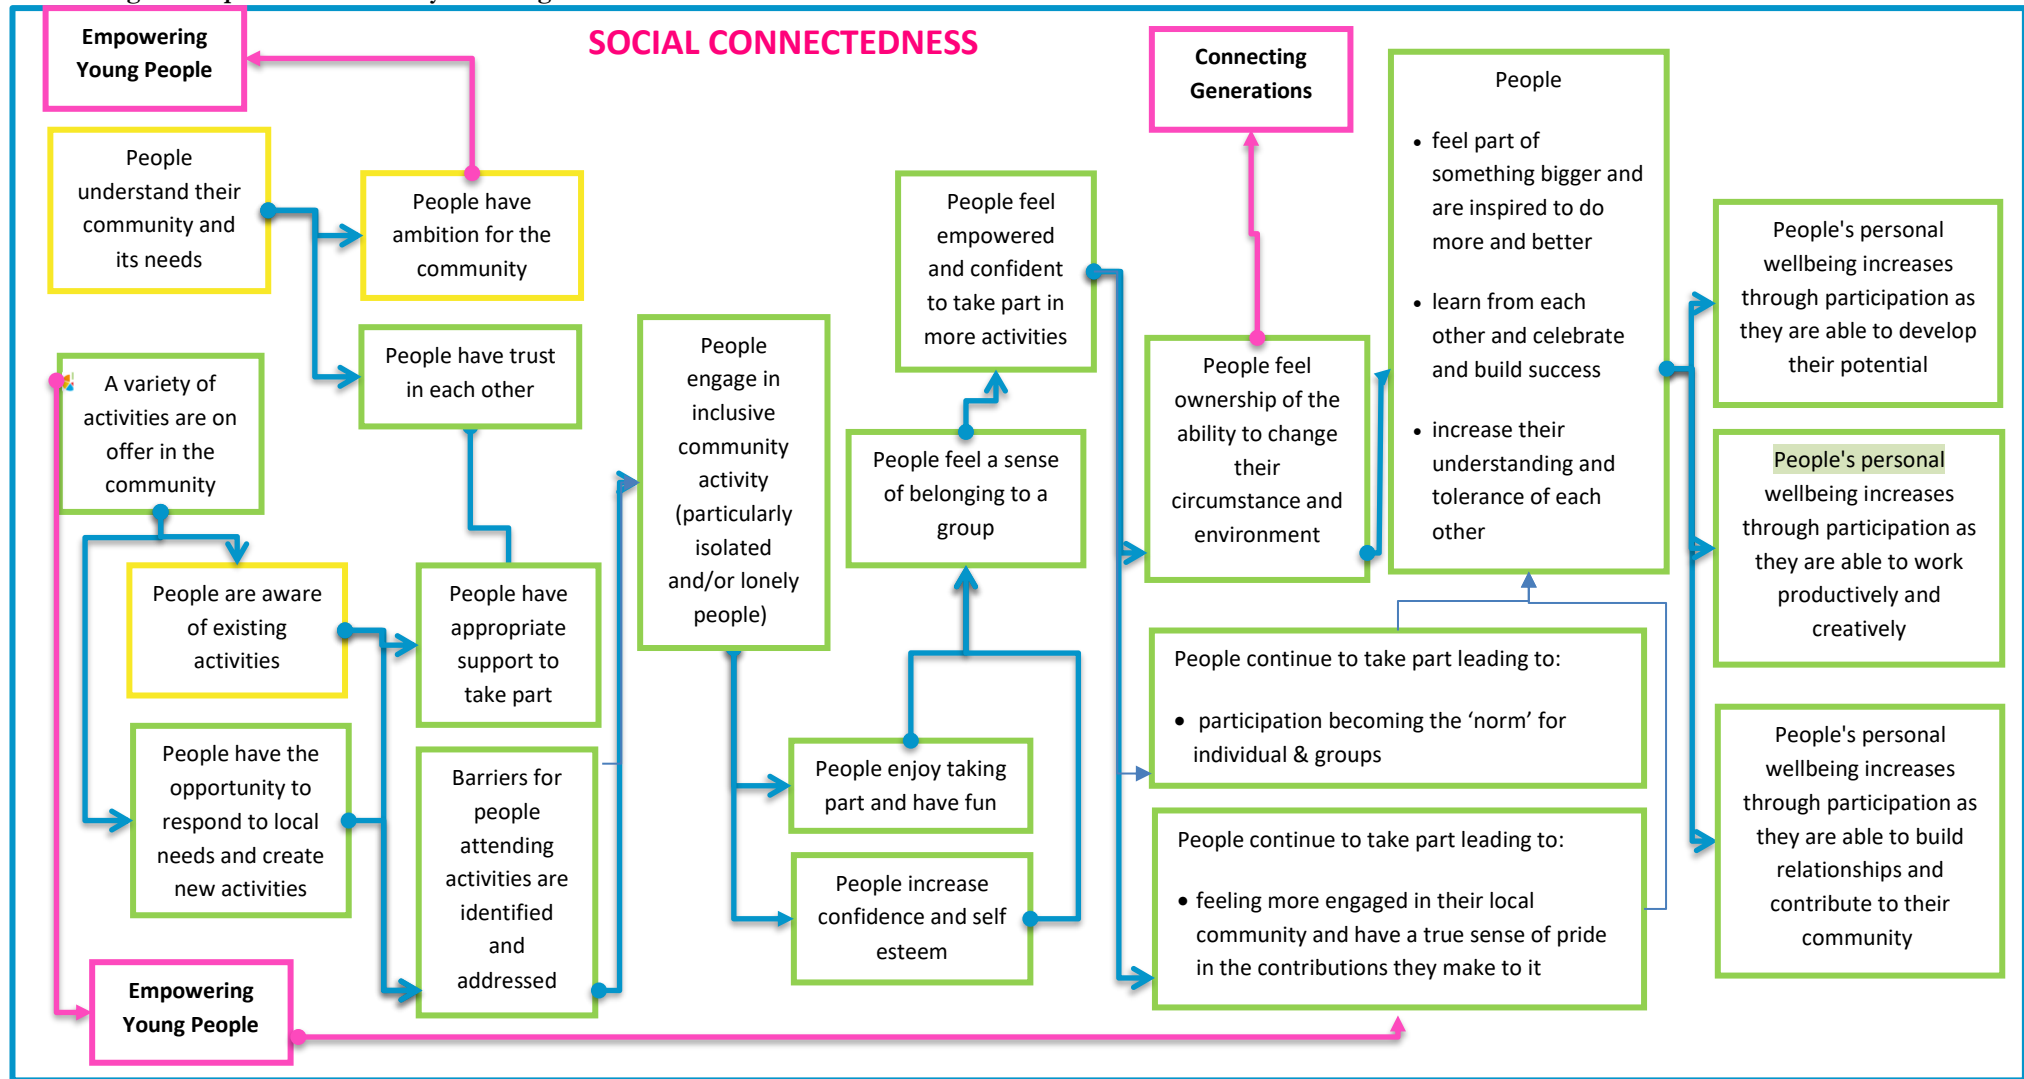 SOCIAL CONNECTEDNESS
Empowering
Young People
People
understand their
community and
its needs
People have
ambition for the
community
People have trust
in each other
A variety of
activities are on
offer in the
community
People are aware
of existing
activities
People have the
opportunity to
respond to local
needs and create
new activities
Empowering
Young People
People have
appropriate
support to
take part
Barriers for
people
attending
activities are
identified
and
addressed
People
engage in
inclusive
community
activity
(particularly
isolated
and/or lonely
people)
People feel
empowered
and confident
to take part in
more activities
People feel a sense
of belonging to a
group
People enjoy taking
part and have fun
People increase
confidence and self
esteem
Connecting
Generations
People feel
ownership of the
ability to change
their
circumstance and
environment
People continue to take part leading to:
• participation becoming the ‘norm’ for
individual & groups
People continue to take part leading to:
• feeling more engaged in their local
community and have a true sense of pride
in the contributions they make to it
People
• feel part of
something bigger and
are inspired to do
more and better
• learn from each
other and celebrate
and build success
• increase their
understanding and
tolerance of each
other
People's personal
wellbeing increases
through participation as
they are able to develop
their potential
People's personal
wellbeing increases
through participation as
they are able to work
productively and
creatively
People's personal
wellbeing increases
through participation as
they are able to build
relationships and
contribute to their
community